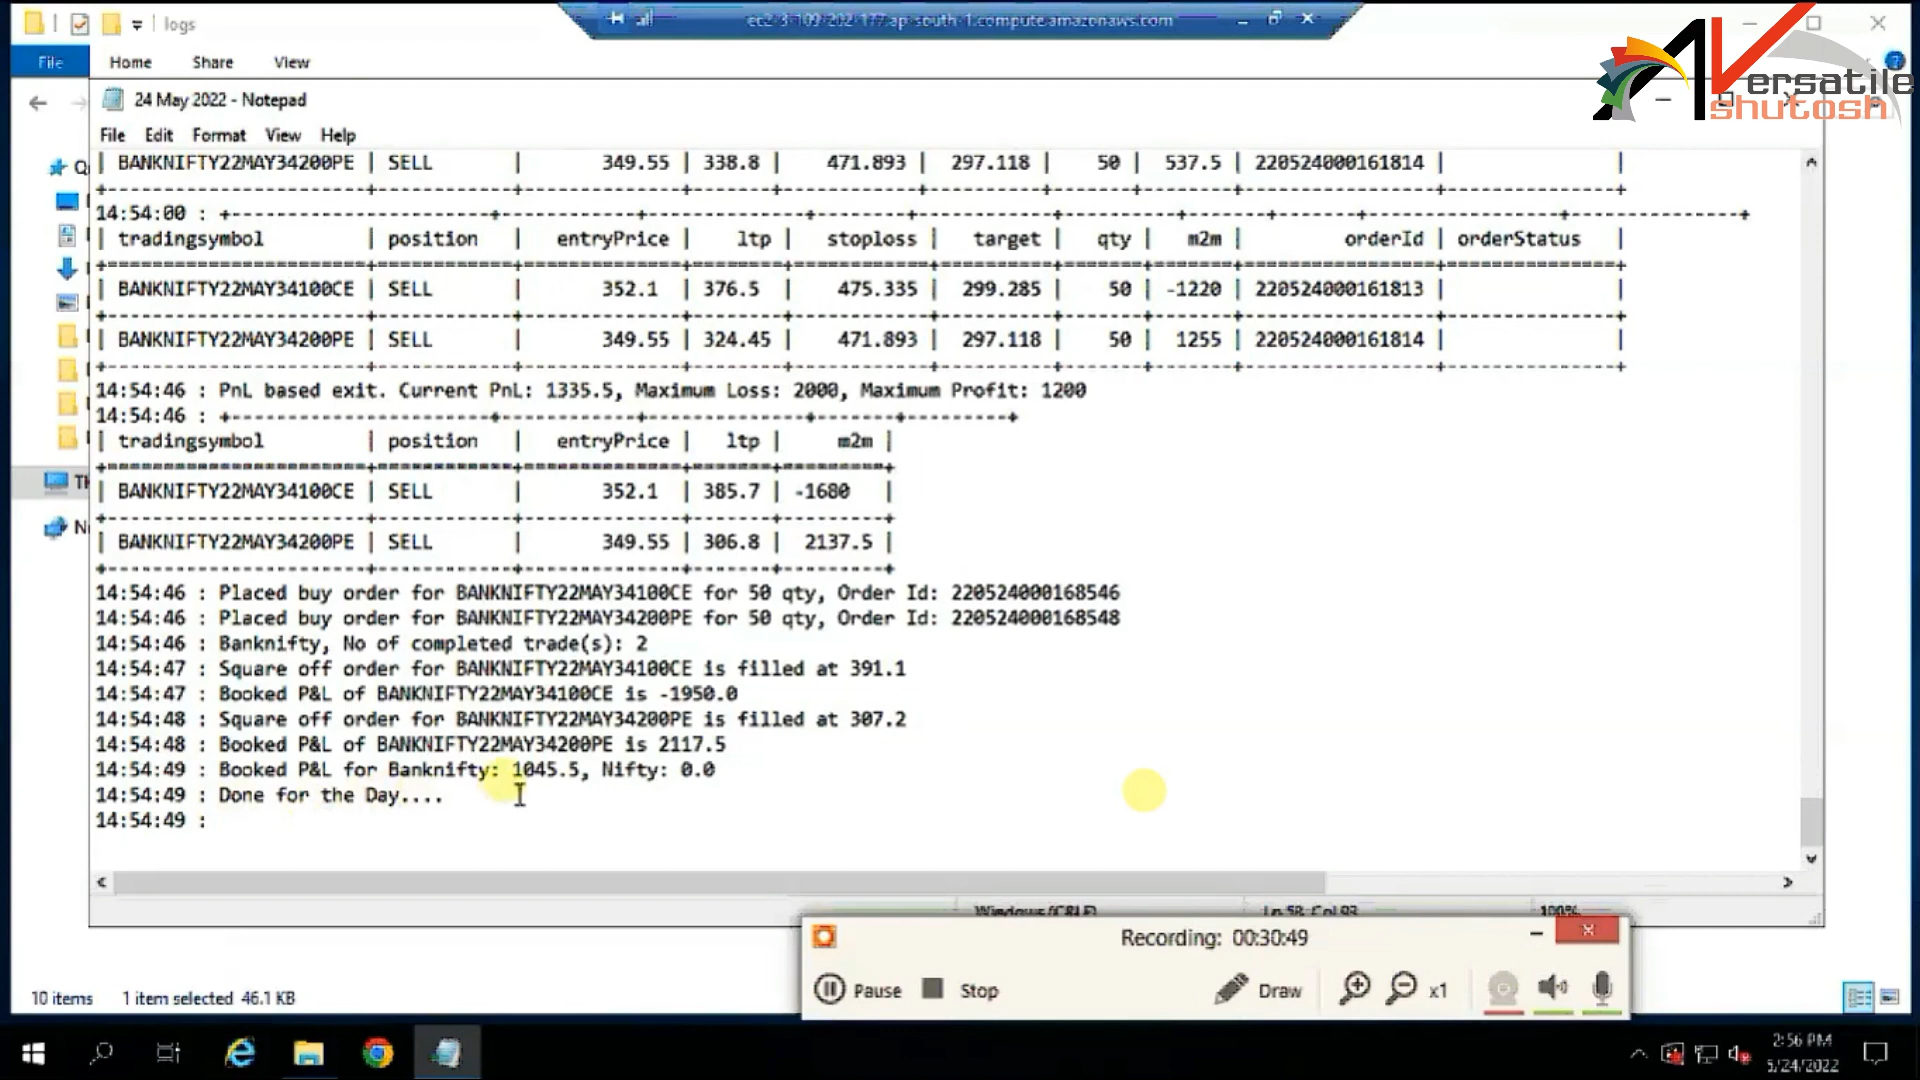 logs
ec2-3-109-202-177.ap-south-1.compute.amazonaws.com
Versatile
shutosh
File Home Share View
24 May 2022 - Notepad
File Edit Format View Help
| BANKNIFTY22MAY34200PE | SELL | 349.55 | 338.8 | 471.893 | 297.118 | 50 | 537.5 | 220524000161814 | |
14:54:00 :
| tradingsymbol | position | entryPrice | ltp | stoploss | target | qty | m2m | orderId | orderStatus |
| BANKNIFTY22MAY34100CE | SELL | 352.1 | 376.5 | 475.335 | 299.285 | 50 | -1220 | 220524000161813 | |
| BANKNIFTY22MAY34200PE | SELL | 349.55 | 324.45 | 471.893 | 297.118 | 50 | 1255 | 220524000161814 | |
14:54:46 : PnL based exit. Current PnL: 1335.5, Maximum Loss: 2000, Maximum Profit: 1200
14:54:46 :
| tradingsymbol | position | entryPrice | ltp | m2m |
| BANKNIFTY22MAY34100CE | SELL | 352.1 | 385.7 | -1680 |
| BANKNIFTY22MAY34200PE | SELL | 349.55 | 306.8 | 2137.5 |
14:54:46 : Placed buy order for BANKNIFTY22MAY34100CE for 50 qty, Order Id: 220524000168546
14:54:46 : Placed buy order for BANKNIFTY22MAY34200PE for 50 qty, Order Id: 220524000168548
14:54:46 : Banknifty, No of completed trade(s): 2
14:54:47 : Square off order for BANKNIFTY22MAY34100CE is filled at 391.1
14:54:47 : Booked P&L of BANKNIFTY22MAY34100CE is -1950.0
14:54:48 : Square off order for BANKNIFTY22MAY34200PE is filled at 307.2
14:54:48 : Booked P&L of BANKNIFTY22MAY34200PE is 2117.5
14:54:49 : Booked P&L for Banknifty: 1045.5, Nifty: 0.0
14:54:49 : Done for the Day....
14:54:49 :
Windows (CRLF) Ln 58, Col 93 100%
Recording: 00:30:49
Pause Stop Draw x1
10 items 1 item selected 46.1 KB
2:56 PM
5/24/2022